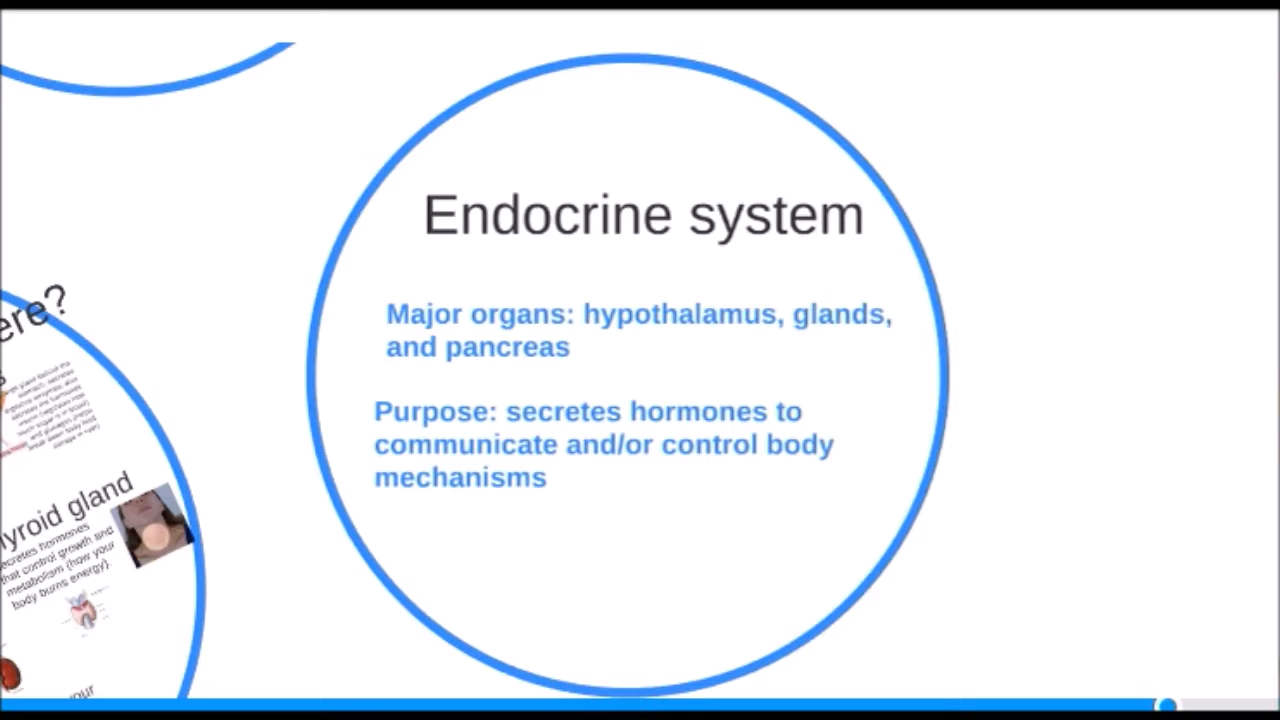 Endocrine system
Major organs: hypothalamus, glands,
and pancreas
Purpose: secretes hormones to
communicate and/or control body
mechanisms
ere?
gland
secretes hormones
that control growth and
metabolism (how your
body burns energy).